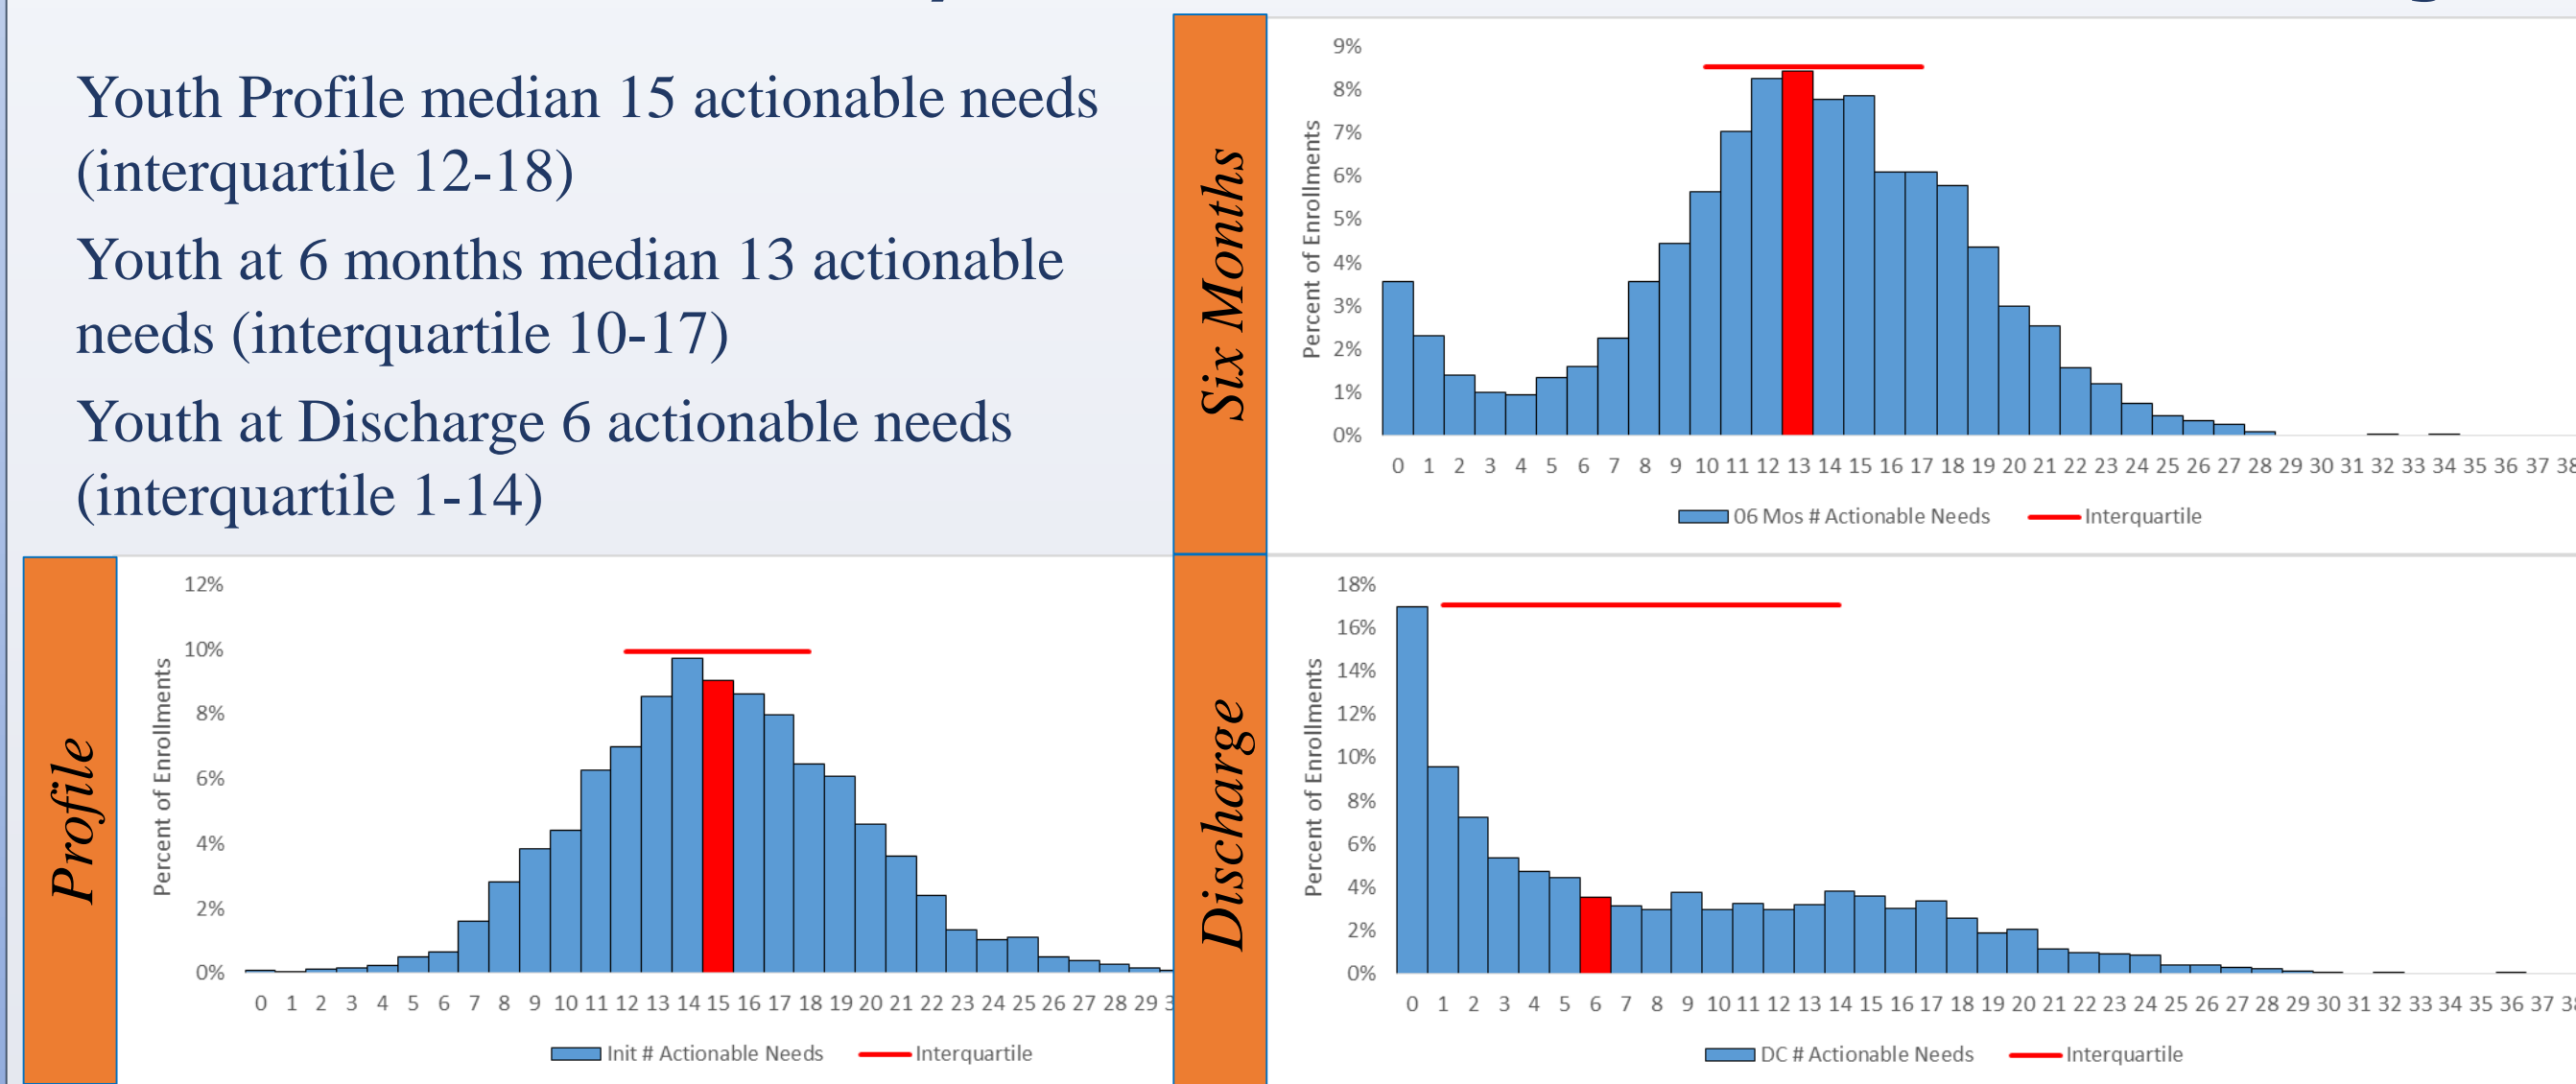 Youth Profile median 15 actionable needs
(interquartile 12-18)
Youth at 6 months median 13 actionable
needs (interquartile 10-17)
Youth at Discharge 6 actionable needs
(interquartile 1-14)
Six Months
Percent of Enrollments
9%
8%
7%
6%
5%
4%
3%
2%
1%
0%
0 1 2 3 4 5 6 7 8 9 10 11 12 13 14 15 16 17 18 19 20 21 22 23 24 25 26 27 28 29 30 31 32 33 34 35 36 37
06 Mos # Actionable Needs Interquartile
Profile
Percent of Enrollments
12%
10%
8%
6%
4%
2%
0%
0 1 2 3 4 5 6 7 8 9 10 11 12 13 14 15 16 17 18 19 20 21 22 23 24 25 26 27 28 29
Init # Actionable Needs Interquartile
Discharge
Percent of Enrollments
18%
16%
14%
12%
10%
8%
6%
4%
2%
0%
0 1 2 3 4 5 6 7 8 9 10 11 12 13 14 15 16 17 18 19 20 21 22 23 24 25 26 27 28 29 30 31 32 33 34 35 36 37
DC # Actionable Needs Interquartile